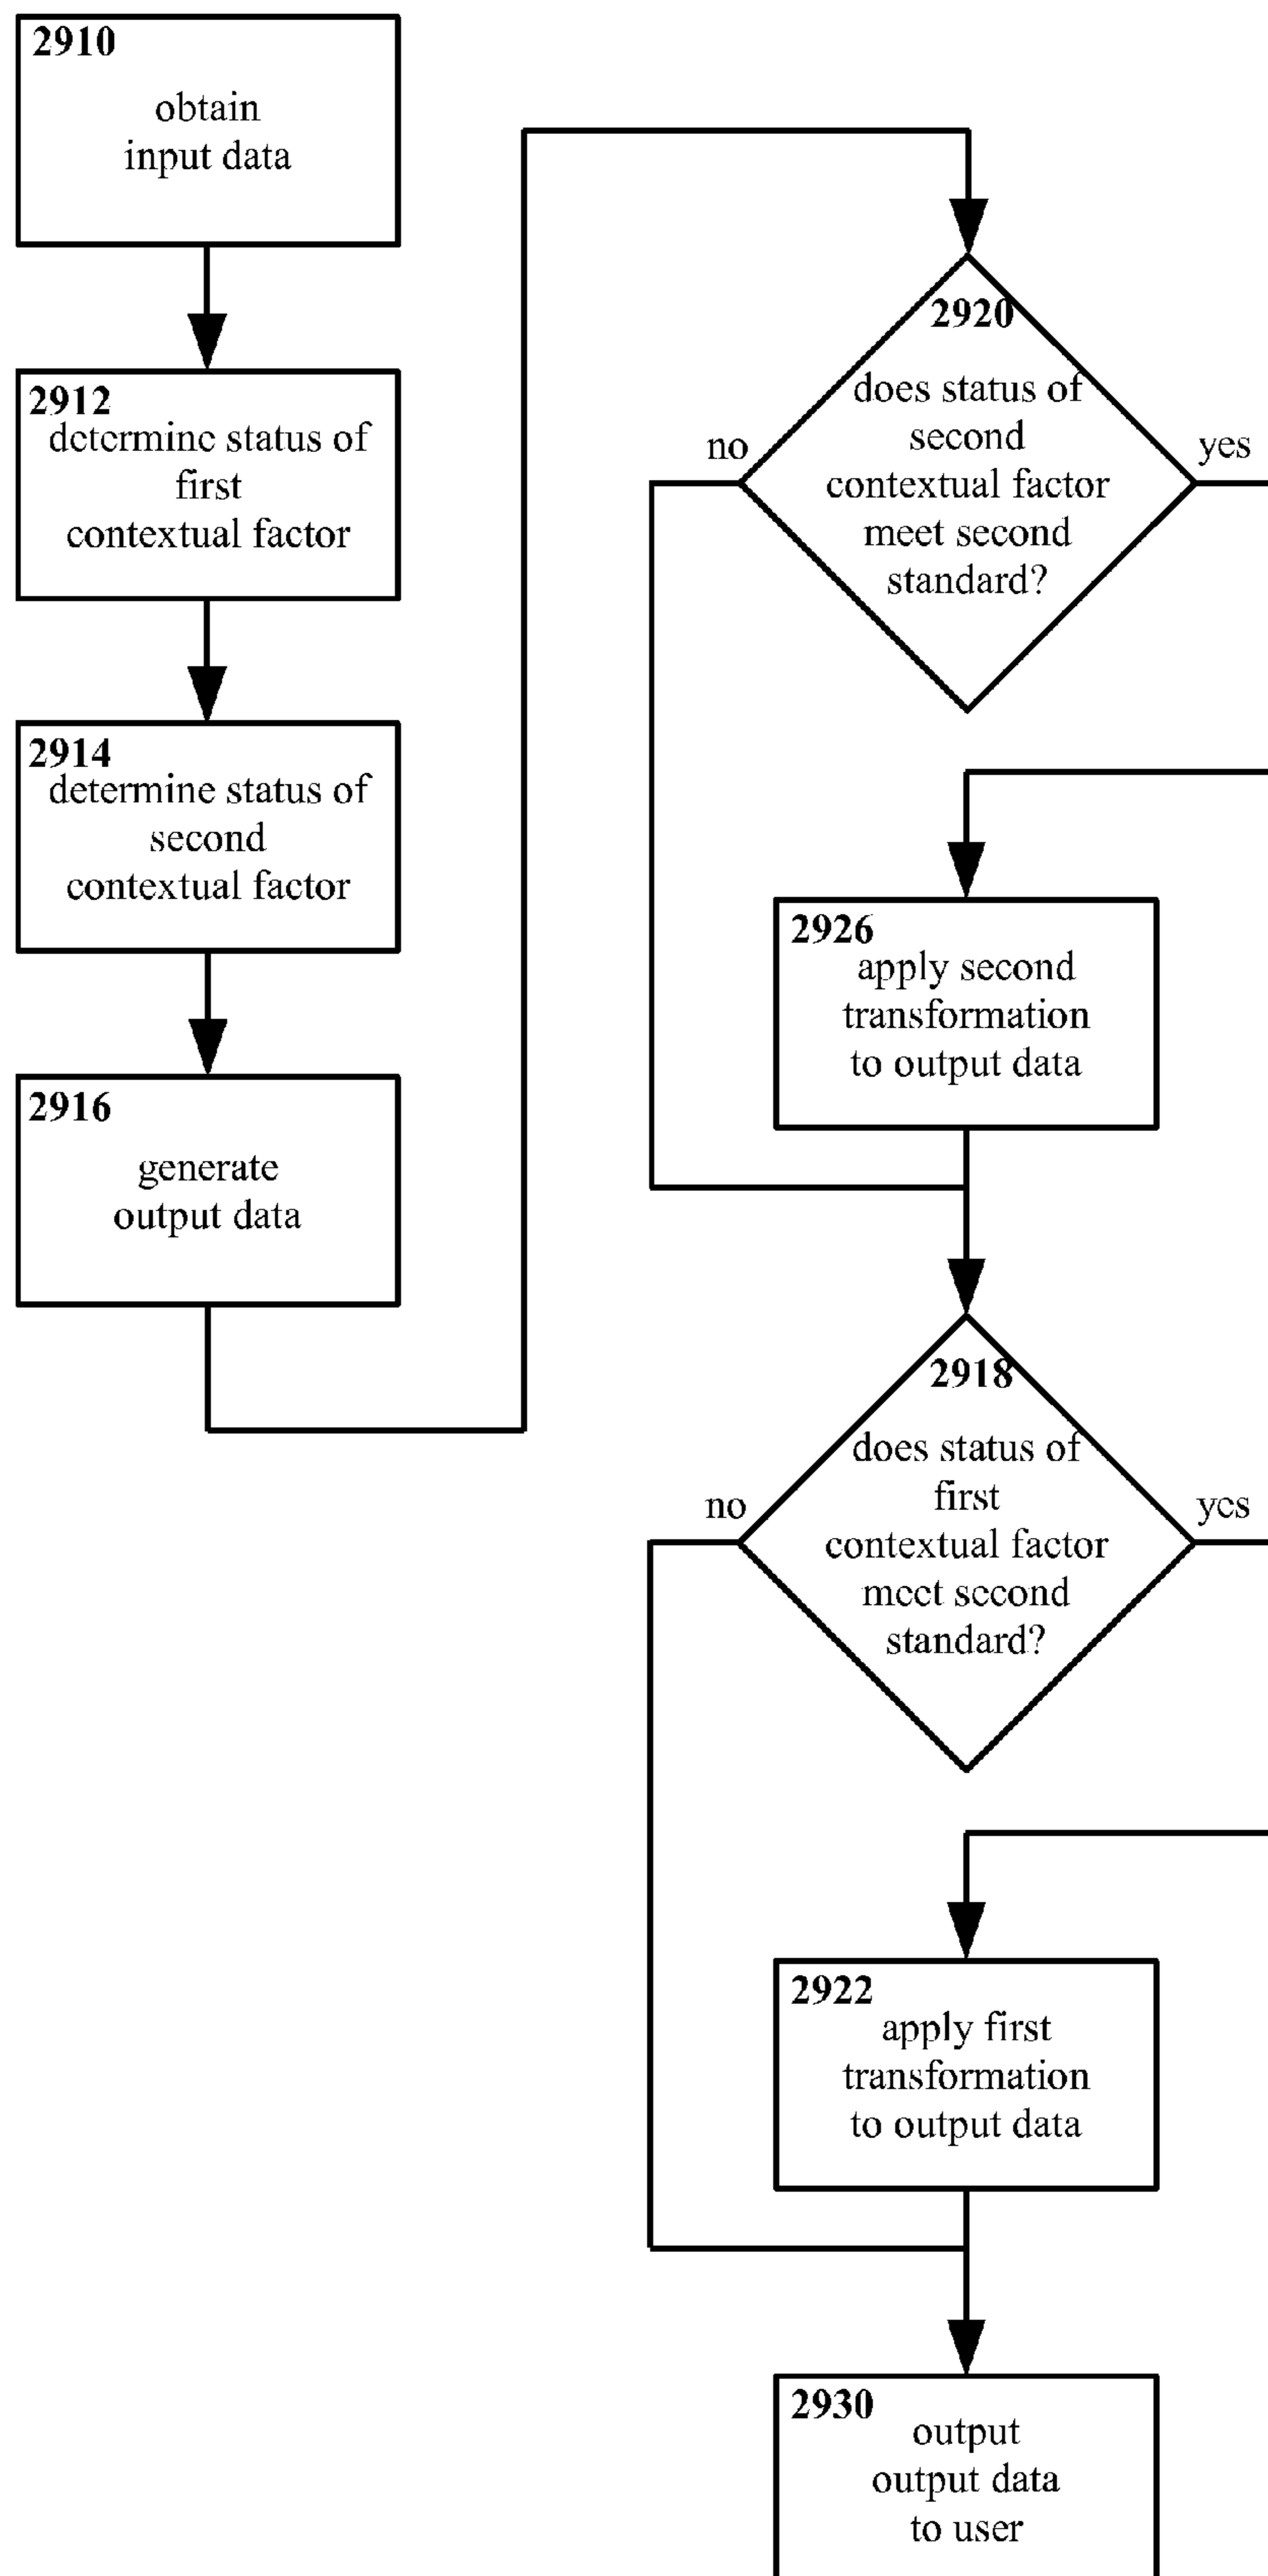 2910
obtain
input data
2912
determine status of
first
contextual factor
2914
determine status of
second
contextual factor
2916
generate
output data
2920
does status of
second
contextual factor
meet second
standard?
no
yes
2926
apply second
transformation
to output data
2918
does status of
first
contextual factor
meet second
standard?
no
yes
2922
apply first
transformation
to output data
2930
output
output data
to user